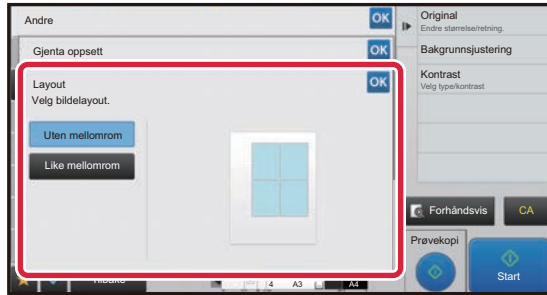 Andre
OK
Gjenta oppsett
OK
Layout
OK
Velg bildelayout.
Uten mellomrom
Like mellomrom
Tilbake
4
A3
A4
Original
Endre størrelse/retning.
Bakgrunnsjustering
Kontrast
Velg type/kontrast
Forhåndsvis
CA
Prøvekopi
Start